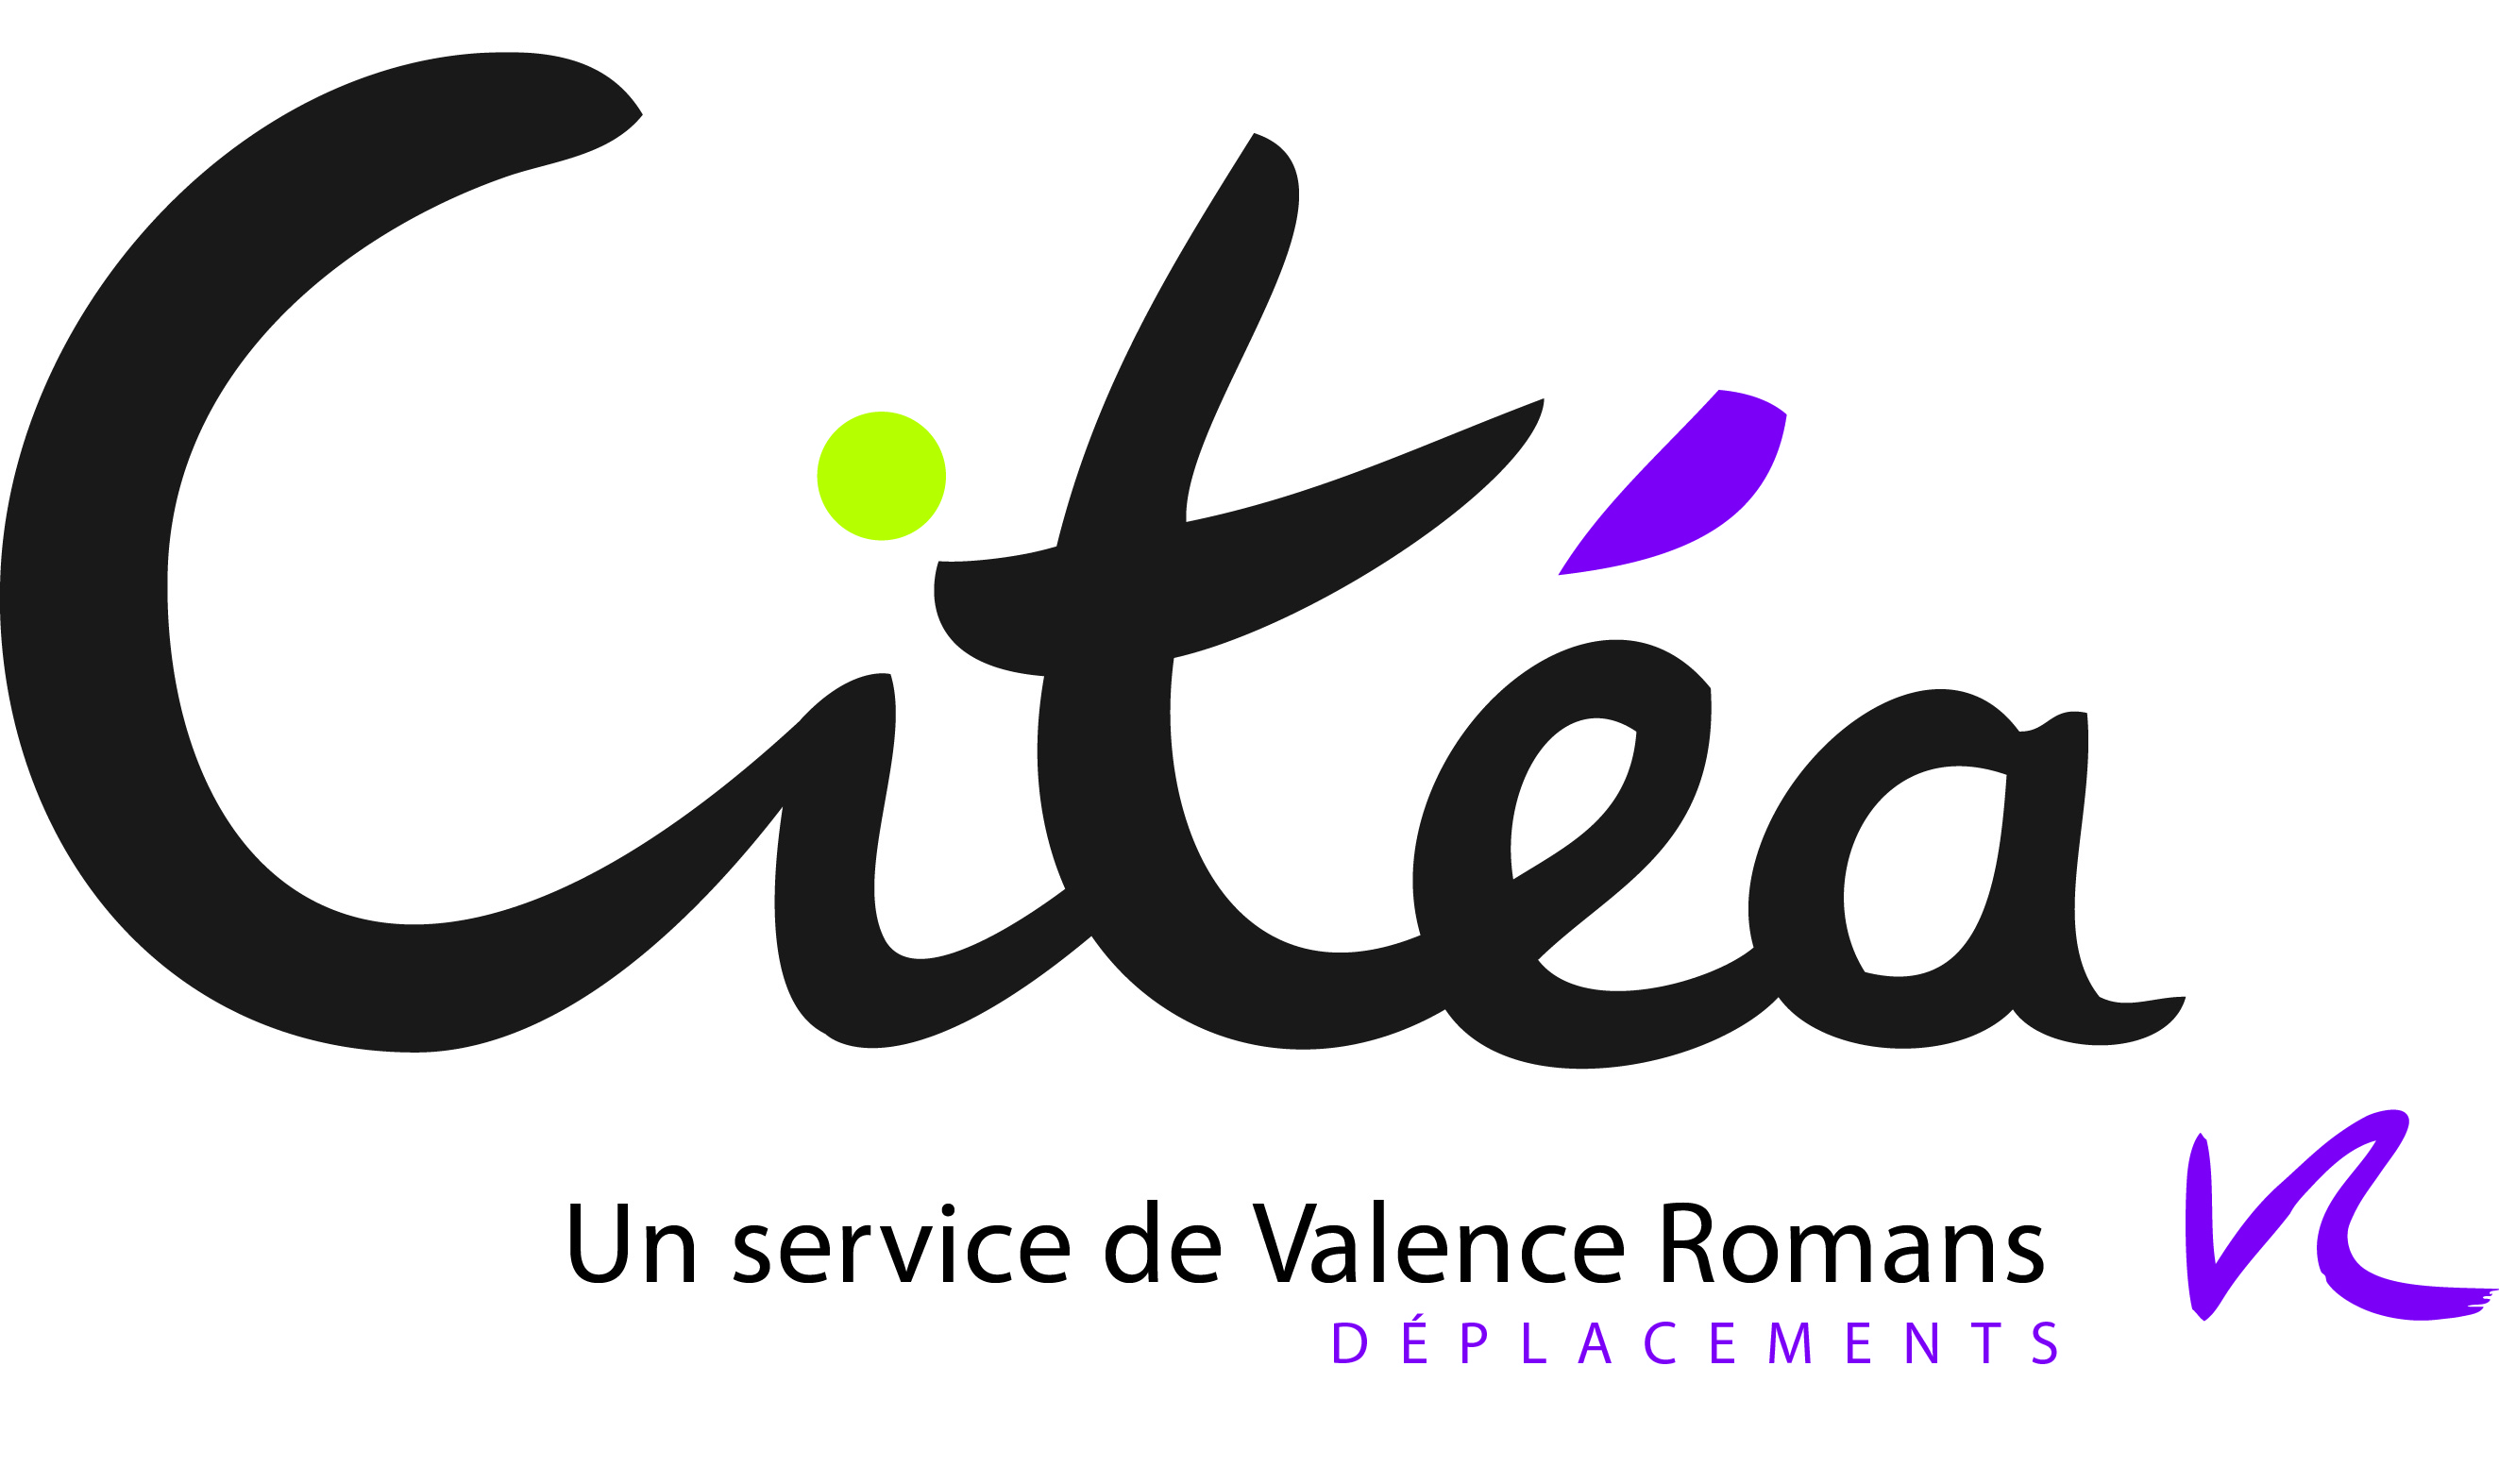 Citéa
Un service de Valence Romans
DÉPLACEMENTS